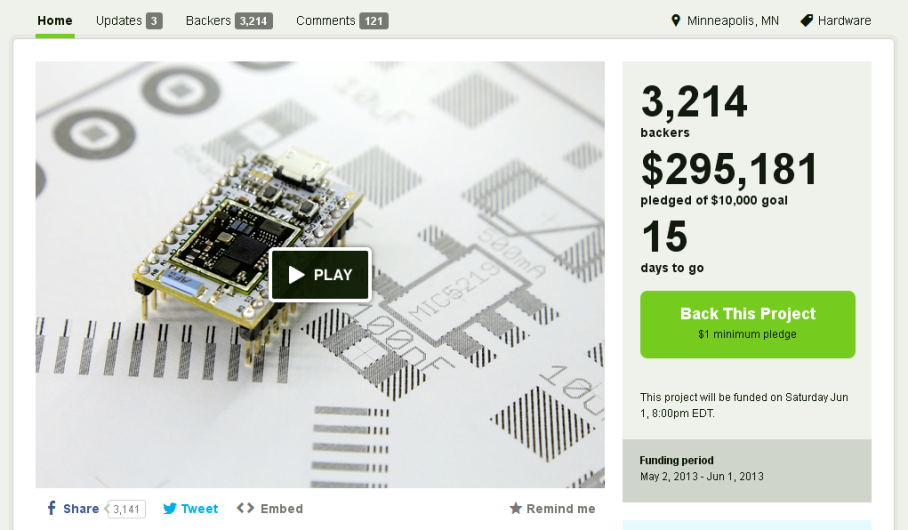 Home Updates 3 Backers 3,214 Comments 121 Minneapolis, MN Hardware
3,214
backers
$295,181
pledged of $10,000 goal
15
days to go
Back This Project
$1 minimum pledge
This project will be funded on Saturday Jun
1, 8:00pm EDT.
Funding period
May 2, 2013 - Jun 1, 2013
10uF
500mA
MIC5219
PLAY
100nF
10u
Share 3,141 Tweet Embed Remind me